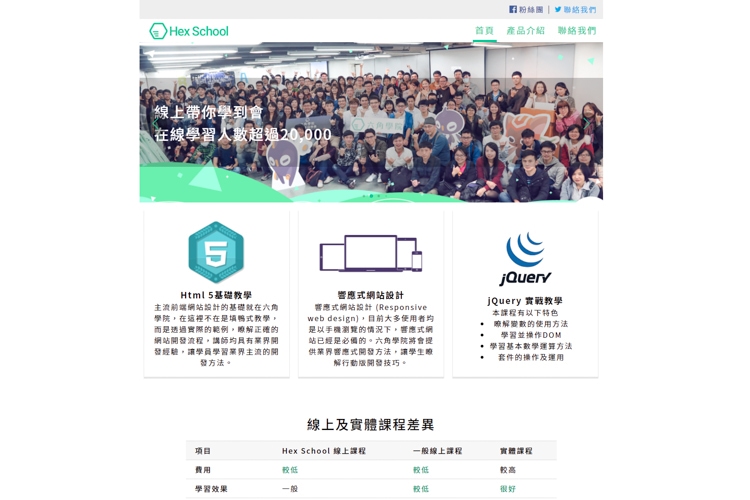 粉絲團 | 聯絡我們
Hex School
首頁 產品介紹 聯絡我們
線上帶你學到會
在線學習人數超過20,000
六角學院
5
jQuery
Html 5基礎教學
主流前端網站設計的基礎就在六角
學院，在這裡不在是填鴨式教學，
而是透過實際的範例，瞭解正確的
網站開發流程，講師均具有業界開
發經驗，讓學員學習業界主流的開
發方法。
響應式網站設計
響應式網站設計 (Responsive
web design)，目前大多使用者均
是以手機瀏覽的情況下，響應式網
站已經是必備的。六角學院將會提
供業界響應式開發方法，讓學生瞭
解行動版開發技巧。
jQuery 實戰教學
本課程有以下特色
瞭解變數的使用方法
學習並操作DOM
學習基本數學運算方法
套件的操作及運用
線上及實體課程差異
項目 Hex School 線上課程 一般線上課程 實體課程
費用 較低 較低 較高
學習效果 一般 較低 很好